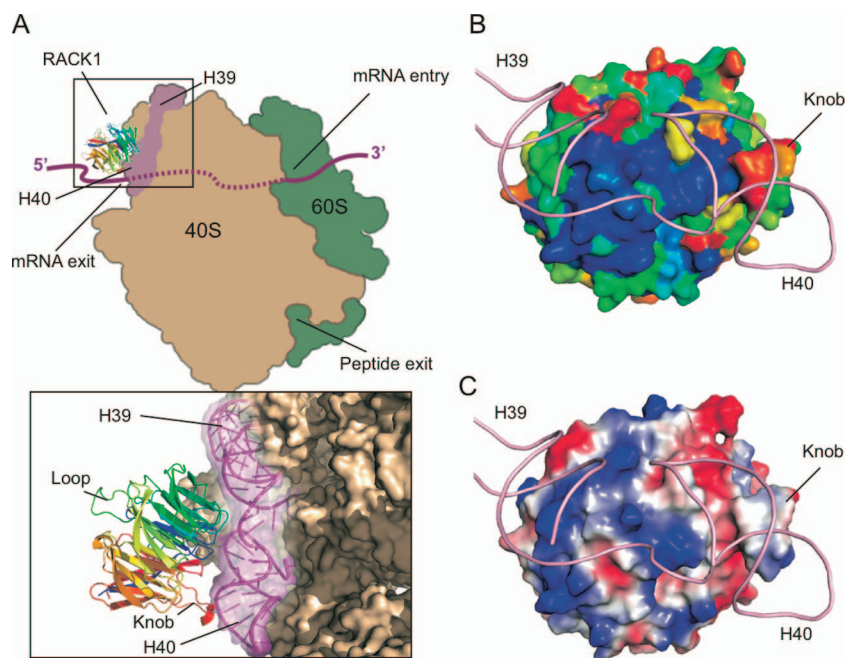 A
RACK1
H39
mRNA entry
5’
3’
H40
40S
60S
mRNA exit
Peptide exit
H39
Loop
Knob
H40
B
H39
Knob
H40
C
H39
Knob
H40